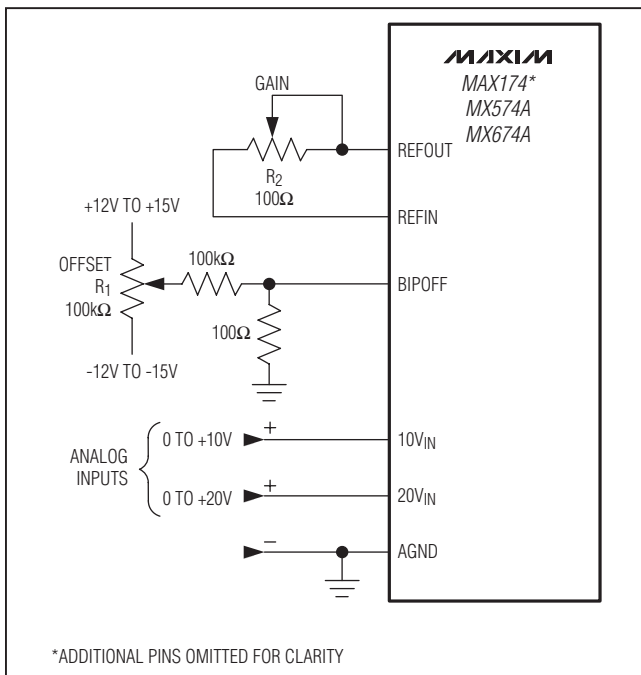 MAXIM
MAX174*
MX574A
MX674A
GAIN
REFOUT
R2
100Ω
REFIN
+12V TO +15V
OFFSET
R1
100kΩ
100kΩ
BIPOFF
100Ω
-12V TO -15V
ANALOG
INPUTS
0 TO +10V
+
10VIN
0 TO +20V
+
20VIN
−
AGND
*ADDITIONAL PINS OMITTED FOR CLARITY